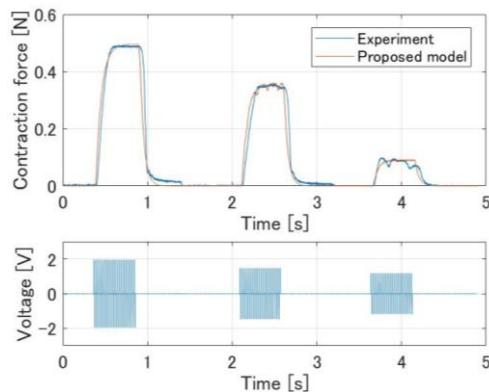 Contraction force [N]
0.6
0.4
0.2
0
Experiment
Proposed model
0 1 2 3 4 5
Time [s]
Voltage [V]
2
0
-2
0 1 2 3 4 5
Time [s]